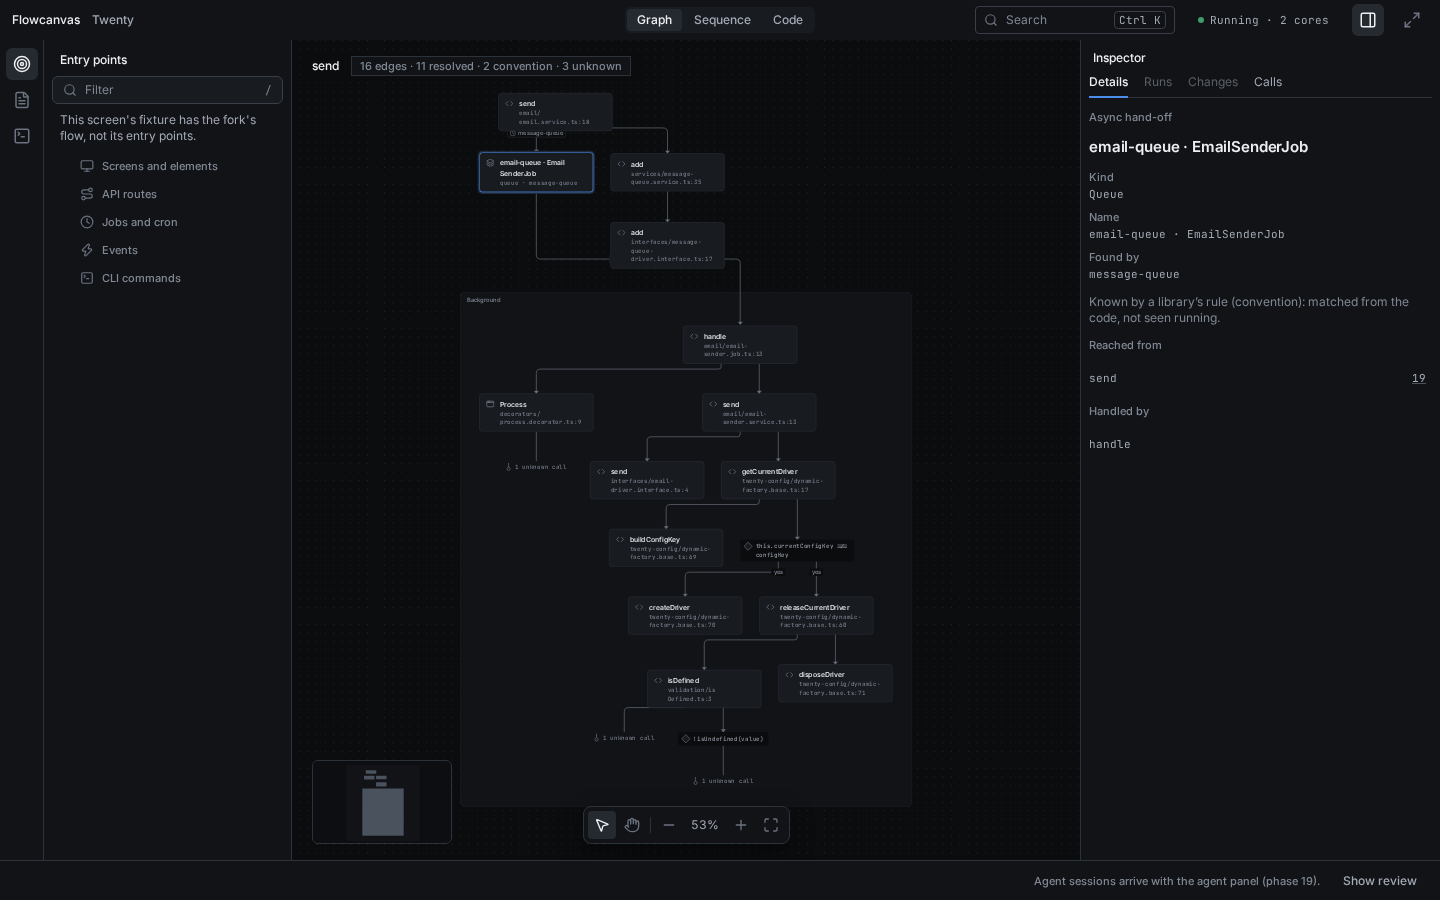 Flowcanvas Twenty
Graph Sequence Code
Search Ctrl K
Running · 2 cores
Entry points
Filter /
This screen's fixture has the fork's
flow, not its entry points.
Screens and elements
API routes
Jobs and cron
Events
CLI commands
send 16 edges · 11 resolved · 2 convention · 3 unknown
send
email/
email.service.ts:18
message-queue
email-queue · Email
SenderJob
queue · message-queue
add
services/message-
queue.service.ts:35
add
interfaces/message-
queue-
driver.interface.ts:17
Background
handle
email/email-
sender.job.ts:13
Process
decorators/
process.decorator.ts:9
send
email/email-
sender.service.ts:13
1 unknown call
send
interfaces/email-
driver.interface.ts:4
getCurrentDriver
twenty-config/dynamic-
factory.base.ts:17
buildConfigKey
twenty-config/dynamic-
factory.base.ts:69
this.currentConfigKey
configKey
yes
yes
createDriver
twenty-config/dynamic-
factory.base.ts:70
releaseCurrentDriver
twenty-config/dynamic-
factory.base.ts:60
isDefined
validation/is
Defined.ts:3
disposeDriver
twenty-config/dynamic-
factory.base.ts:71
1 unknown call
!isUndefined(value)
1 unknown call
53%
Inspector
Details Runs Changes Calls
Async hand-off
email-queue · EmailSenderJob
Kind
Queue
Name
email-queue · EmailSenderJob
Found by
message-queue
Known by a library’s rule (convention): matched from the
code, not seen running.
Reached from
send 19
Handled by
handle
Agent sessions arrive with the agent panel (phase 19). Show review